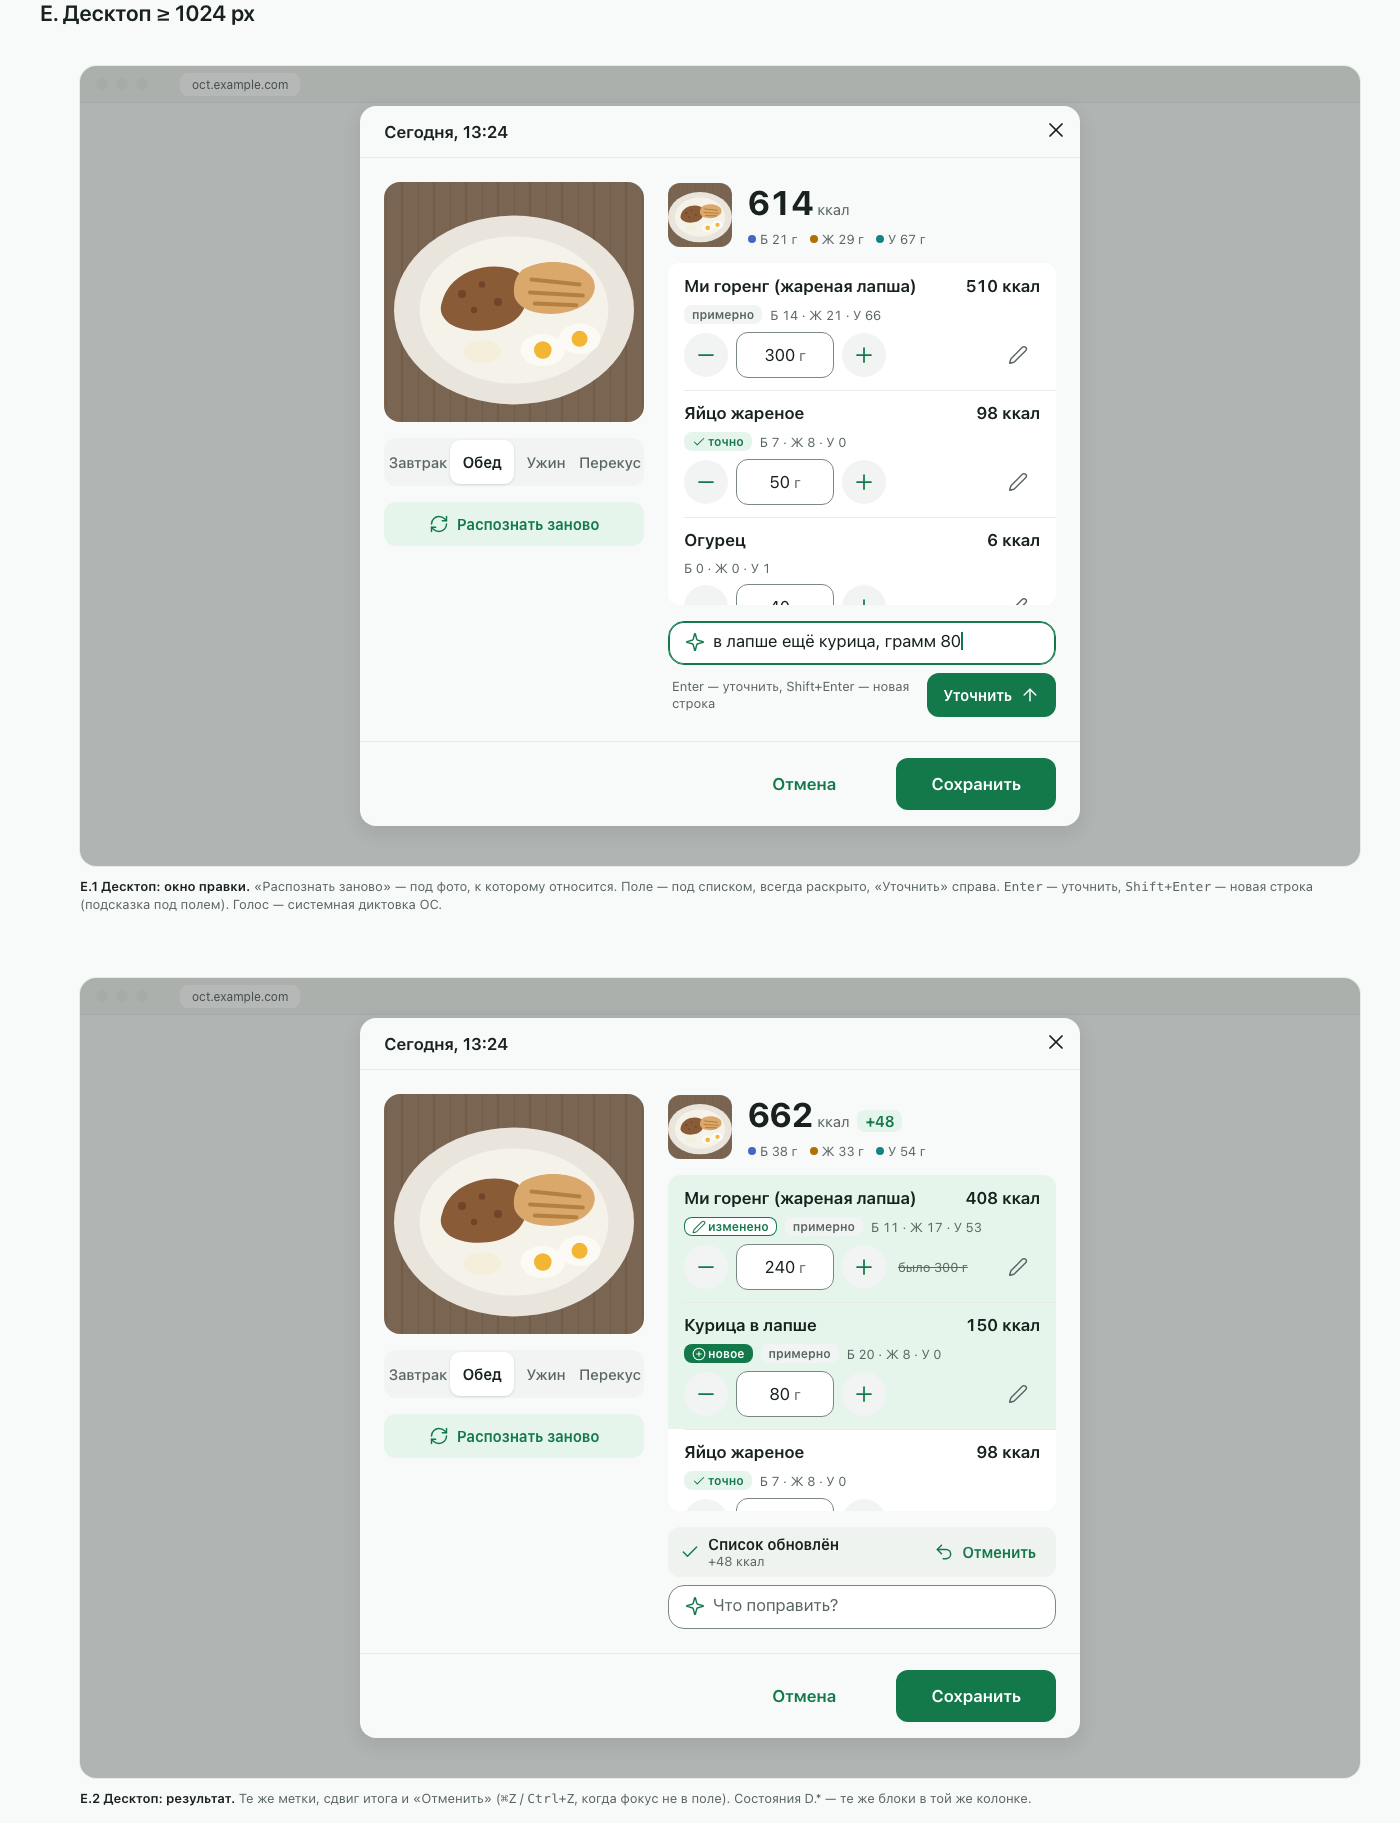 E. Десктоп ≥ 1024 px
oct.example.com
Сегодня, 13:24
614 ккал
Б 21 г Ж 29 г У 67 г
Ми горенг (жареная лапша) 510 ккал
примерно Б 14 · Ж 21 · У 66
300 г
Яйцо жареное 98 ккал
точно Б 7 · Ж 8 · У 0
50 г
Огурец 6 ккал
Б 0 · Ж 0 · У 1
40
Завтрак Обед Ужин Перекус
Распознать заново
в лапше ещё курица, грамм 80
Enter — уточнить, Shift+Enter — новая
строка
Уточнить
Отмена Сохранить
E.1 Десктоп: окно правки. «Распознать заново» — под фото, к которому относится. Поле — под списком, всегда раскрыто, «Уточнить» справа. Enter — уточнить, Shift+Enter — новая строка
(подсказка под полем). Голос — системная диктовка ОС.
oct.example.com
Сегодня, 13:24
662 ккал +48
Б 38 г Ж 33 г У 54 г
Ми горенг (жареная лапша) 408 ккал
изменено примерно Б 11 · Ж 17 · У 53
240 г было 300 г
Курица в лапше 150 ккал
новое примерно Б 20 · Ж 8 · У 0
80 г
Яйцо жареное 98 ккал
точно Б 7 · Ж 8 · У 0
Завтрак Обед Ужин Перекус
Распознать заново
Список обновлён
+48 ккал
Отменить
Что поправить?
Отмена Сохранить
E.2 Десктоп: результат. Те же метки, сдвиг итога и «Отменить» (⌘Z / Ctrl+Z, когда фокус не в поле). Состояния D.* — те же блоки в той же колонке.